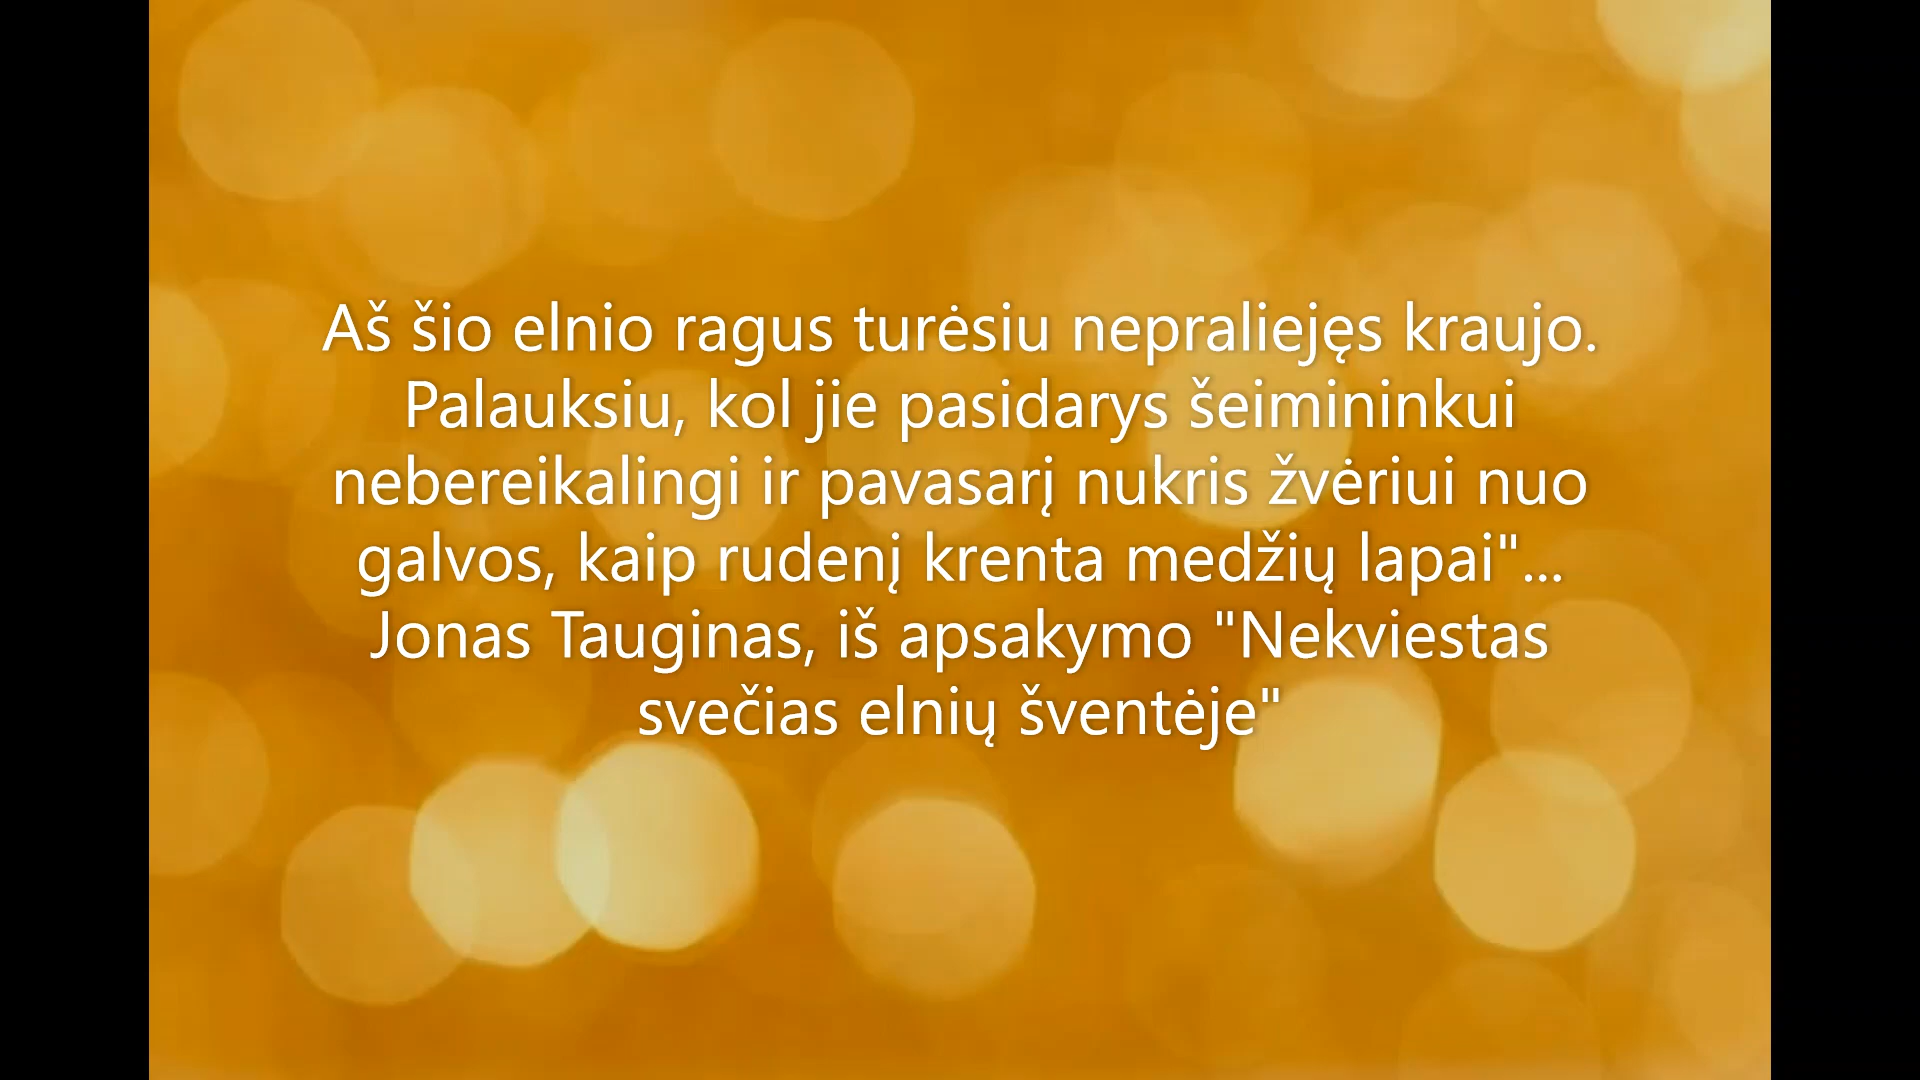 Aš šio elnio ragus turėsiu nepraliejęs kraujo.
Palauksiu, kol jie pasidarys šeimininkui
nebereikalingi ir pavasarį nukris žvėriui nuo
galvos, kaip rudenį krenta medžių lapai"...
Jonas Tauginas, iš apsakymo "Nekviestas
svečias elnių šventėje"